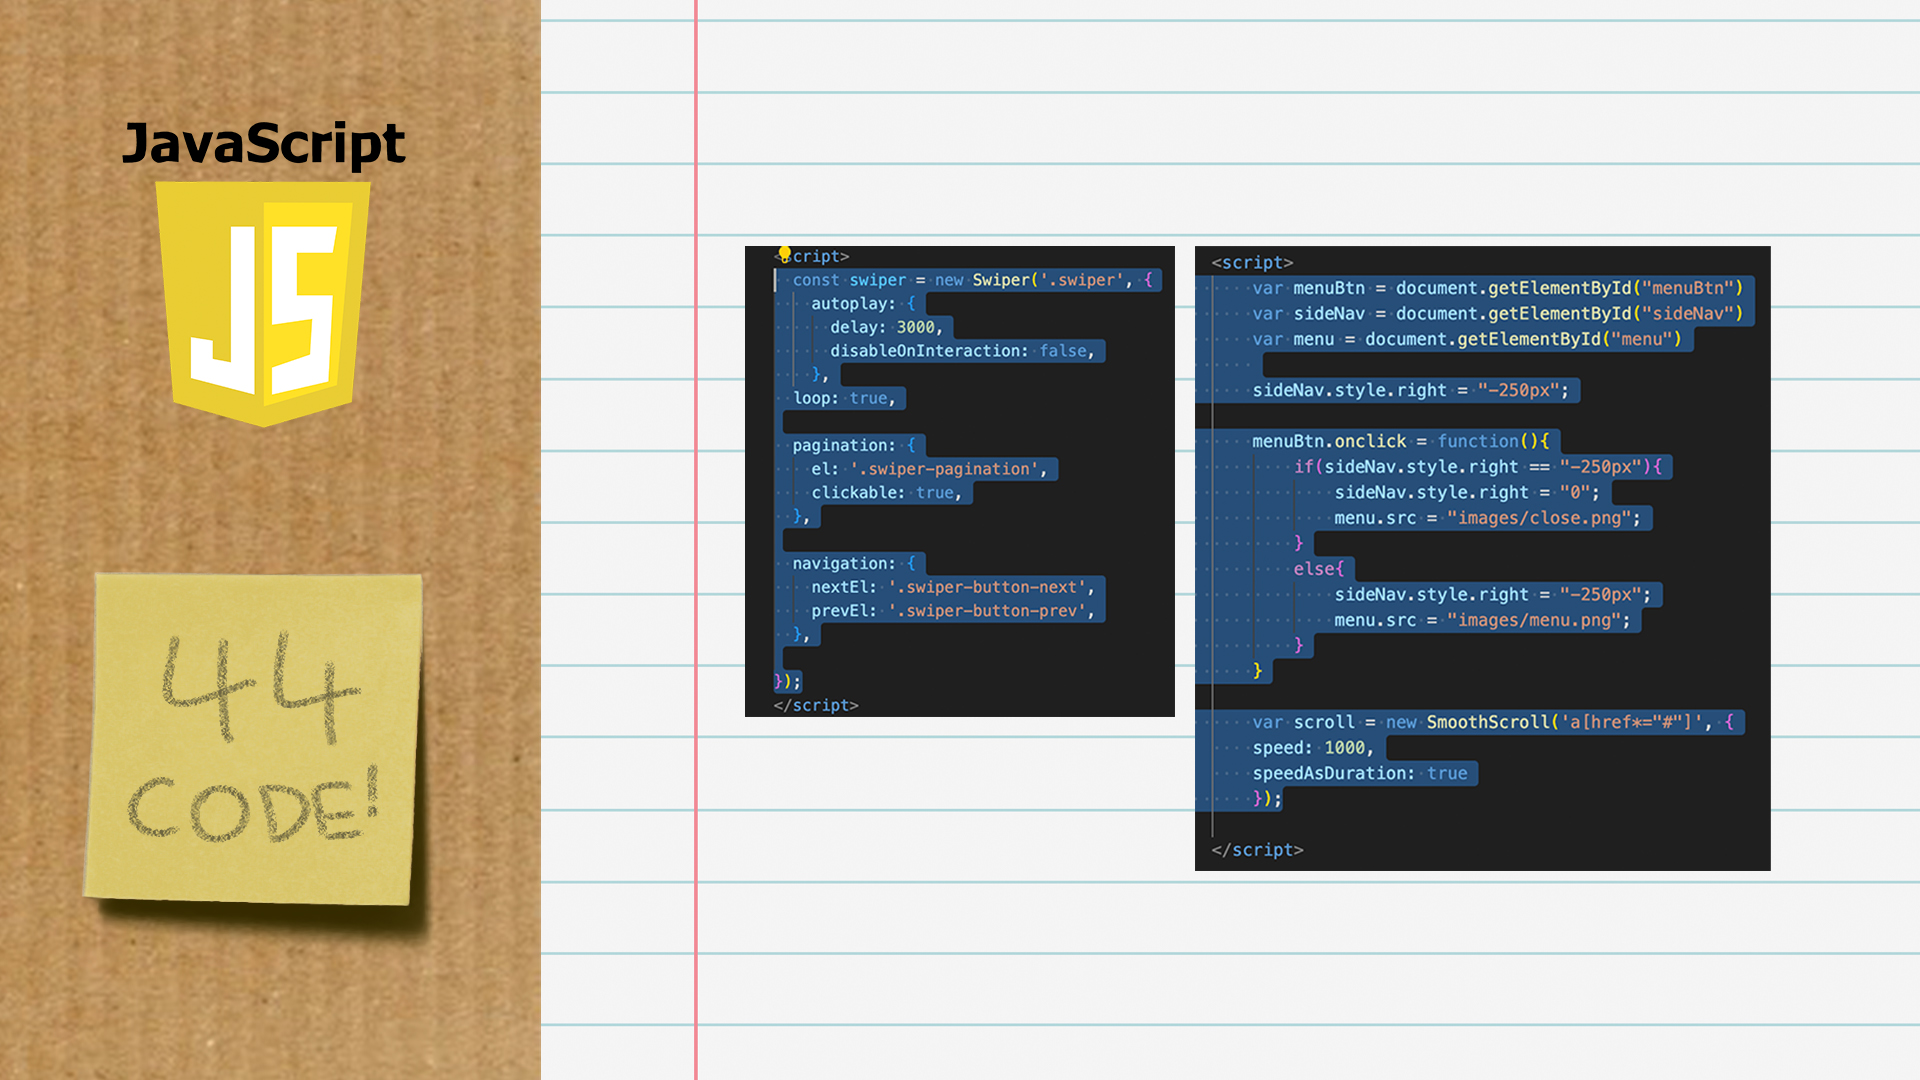 JavaScript
JS
44
CODE!
<script>
const swiper = new Swiper('.swiper', {
autoplay: {
delay: 3000,
disableOnInteraction: false,
},
loop: true,
pagination: {
el: '.swiper-pagination',
clickable: true,
},
navigation: {
nextEl: '.swiper-button-next',
prevEl: '.swiper-button-prev',
},
});
</script>
<script>
var menuBtn = document.getElementById("menuBtn")
var sideNav = document.getElementById("sideNav")
var menu = document.getElementById("menu")
sideNav.style.right = "-250px";
menuBtn.onclick = function(){
if(sideNav.style.right == "-250px"){
sideNav.style.right = "0";
menu.src = "images/close.png";
}
else{
sideNav.style.right = "-250px";
menu.src = "images/menu.png";
}
}
var scroll = new SmoothScroll('a[href*="#"]', {
speed: 1000,
speedAsDuration: true
});
</script>